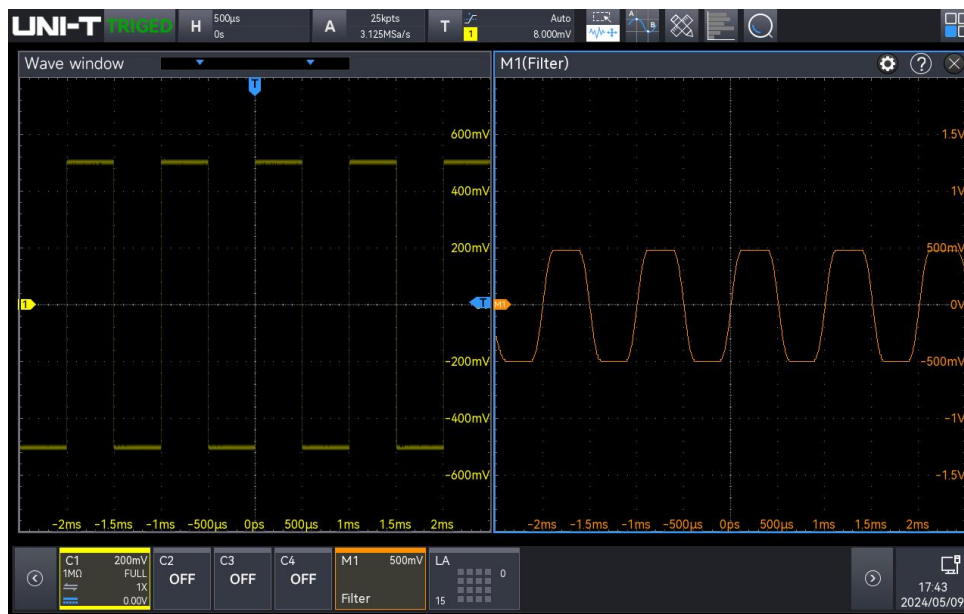 UNI-T TRIGED H 500μs 0s A 25kpts 3.125MSa/s T 1 Auto 8.000mV
Wave window
T
600mV
400mV
200mV
1
T
-200mV
-400mV
-600mV
-2ms -1.5ms -1ms -500μs 0ps 500μs 1ms 1.5ms 2ms
M1(Filter)
1.5V
1V
500mV
M1 0V
-500mV
-1V
-1.5V
-2ms -1.5ms -1ms -500μs 0ps 500μs 1ms 1.5ms 2ms
C1 200mV
1MΩ FULL
1X
0.00V
C2
OFF
C3
OFF
C4
OFF
M1 500mV
Filter
LA
0
15
17:43
2024/05/09